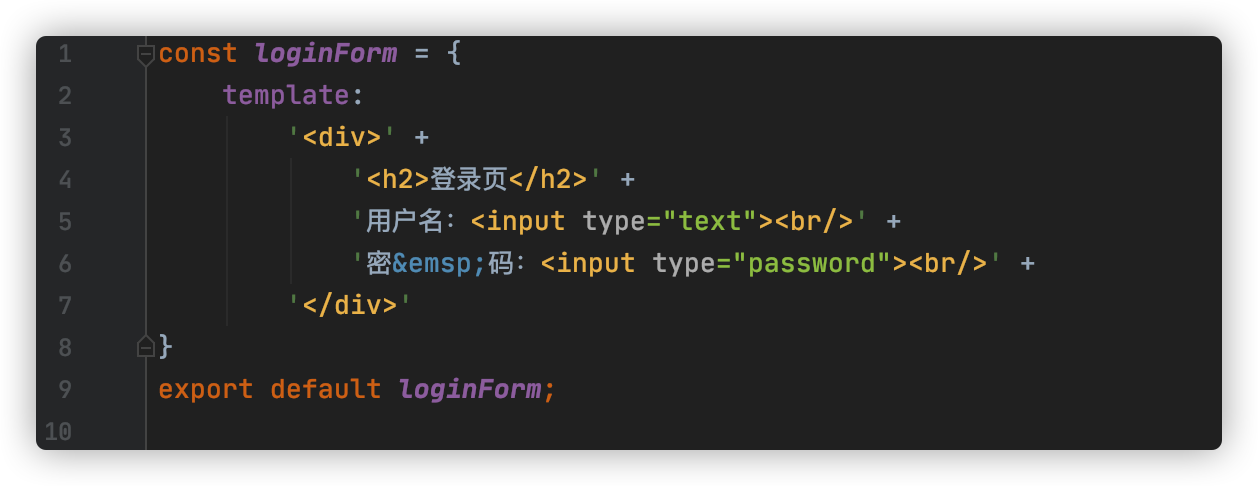 1 const loginForm = {
2 template:
3 '<div>' +
4 '<h2>登录页</h2>' +
5 '用户名：<input type="text"><br/>' +
6 '密&emsp;码：<input type="password"><br/>' +
7 '</div>'
8 }
9 export default loginForm;
10